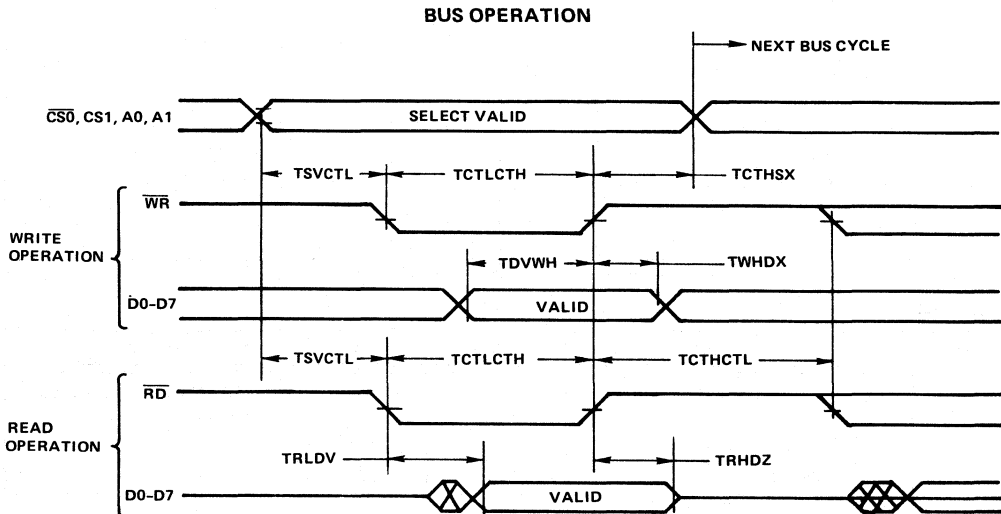 BUS OPERATION
NEXT BUS CYCLE
CS0, CS1, A0, A1
SELECT VALID
TSVCTL
TCTLCTH
TCTHSX
WR
WRITE
OPERATION
TDVWH
TWHDX
D0-D7
VALID
TSVCTL
TCTLCTH
TCTHCTL
RD
READ
OPERATION
TRLDV
TRHDZ
D0-D7
VALID